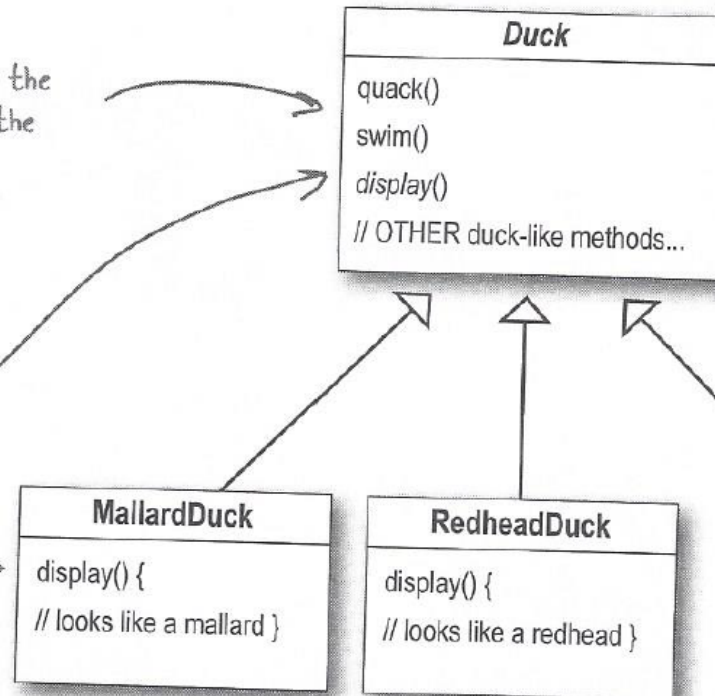 the
the
Duck
quack()
swim()
display()
// OTHER duck-like methods...
MallardDuck
display() {
// looks like a mallard }
RedheadDuck
display() {
// looks like a redhead }